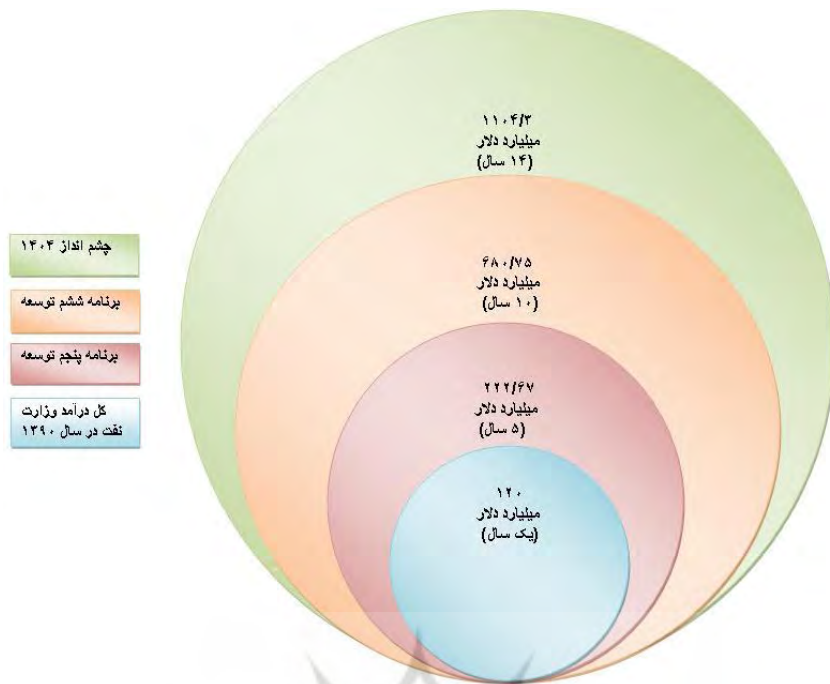 ۱۱۰۴/۳
میلیارد دلار
(۱۴ سال)
۶۸۰/۷۵
میلیارد دلار
(۱۰ سال)
۲۲۲/۶۷
میلیارد دلار
(۵ سال)
۱۲۰
میلیارد دلار
(یک سال)
چشم انداز ۱۴۰۴
برنامه ششم توسعه
برنامه پنجم توسعه
کل درآمد وزارت
نفت در سال ۱۳۹۰